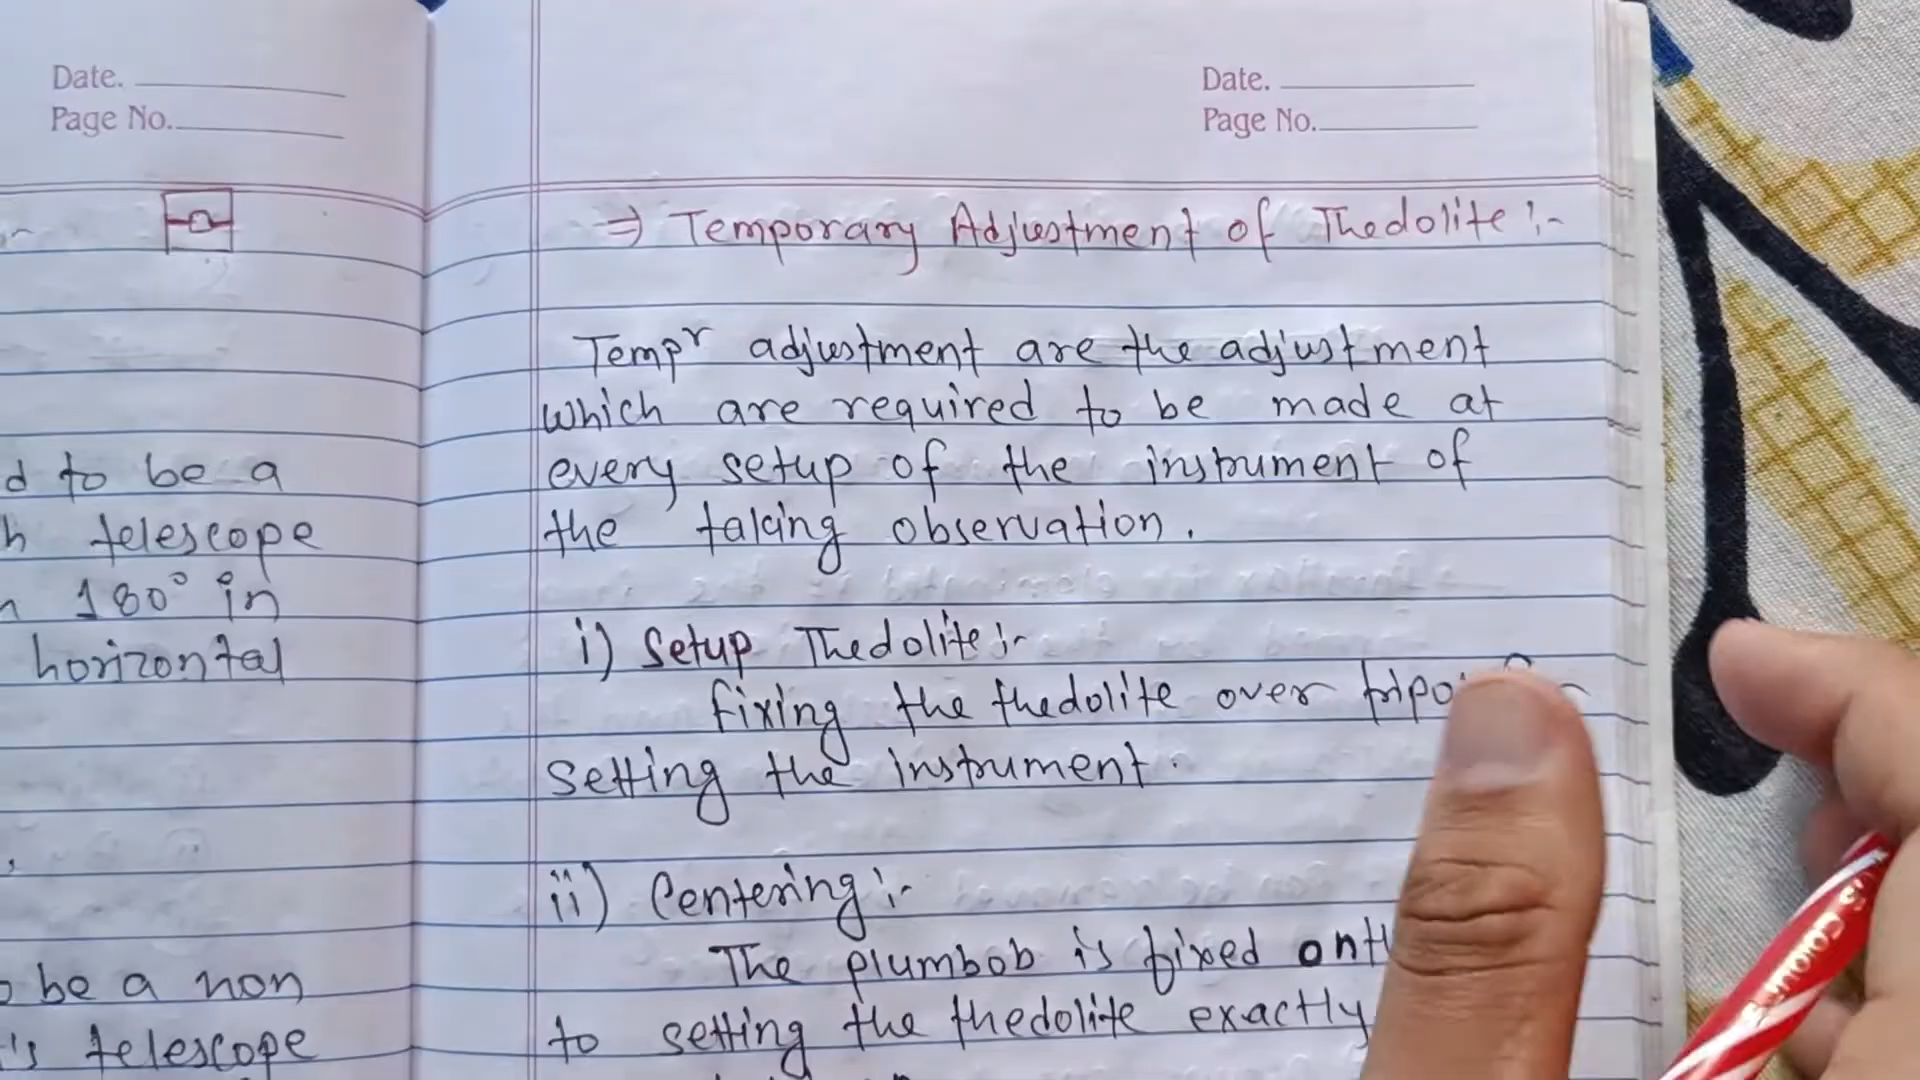 Date.
Page No.
d to be a
h telescope
180° in
horizontal
be a non
's telescope
Date.
Page No.
⇒ Temporary Adjustment of Thedolite :-
Tempʳ adjustment are the adjustment
which are required to be made at
every setup of the instrument of
the taking observation.
i) Setup Thedolite :-
fixing the thedolite over
setting the instrument.
ii) Centering :-
The plumbob is fixed
to setting the thedolite exactly